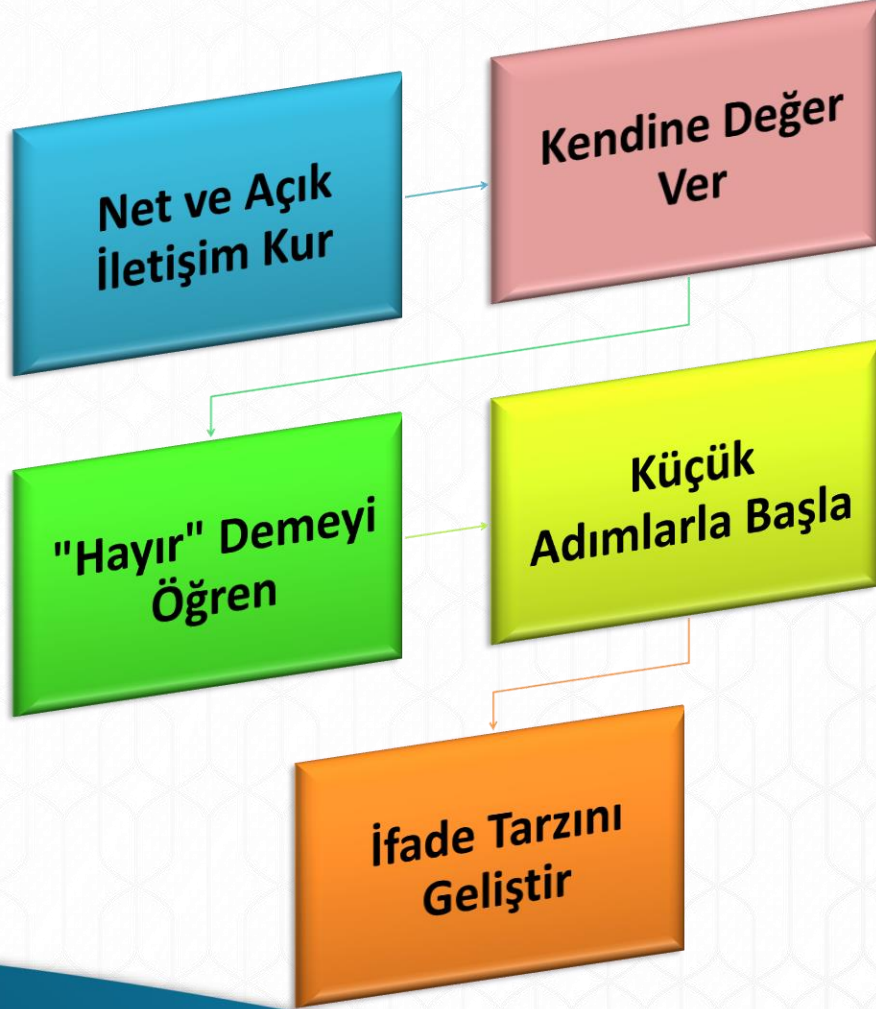 Net ve Açık
İletişim Kur
Kendine Değer
Ver
"Hayır" Demeyi
Öğren
Küçük
Adımlarla Başla
İfade Tarzını
Geliştir